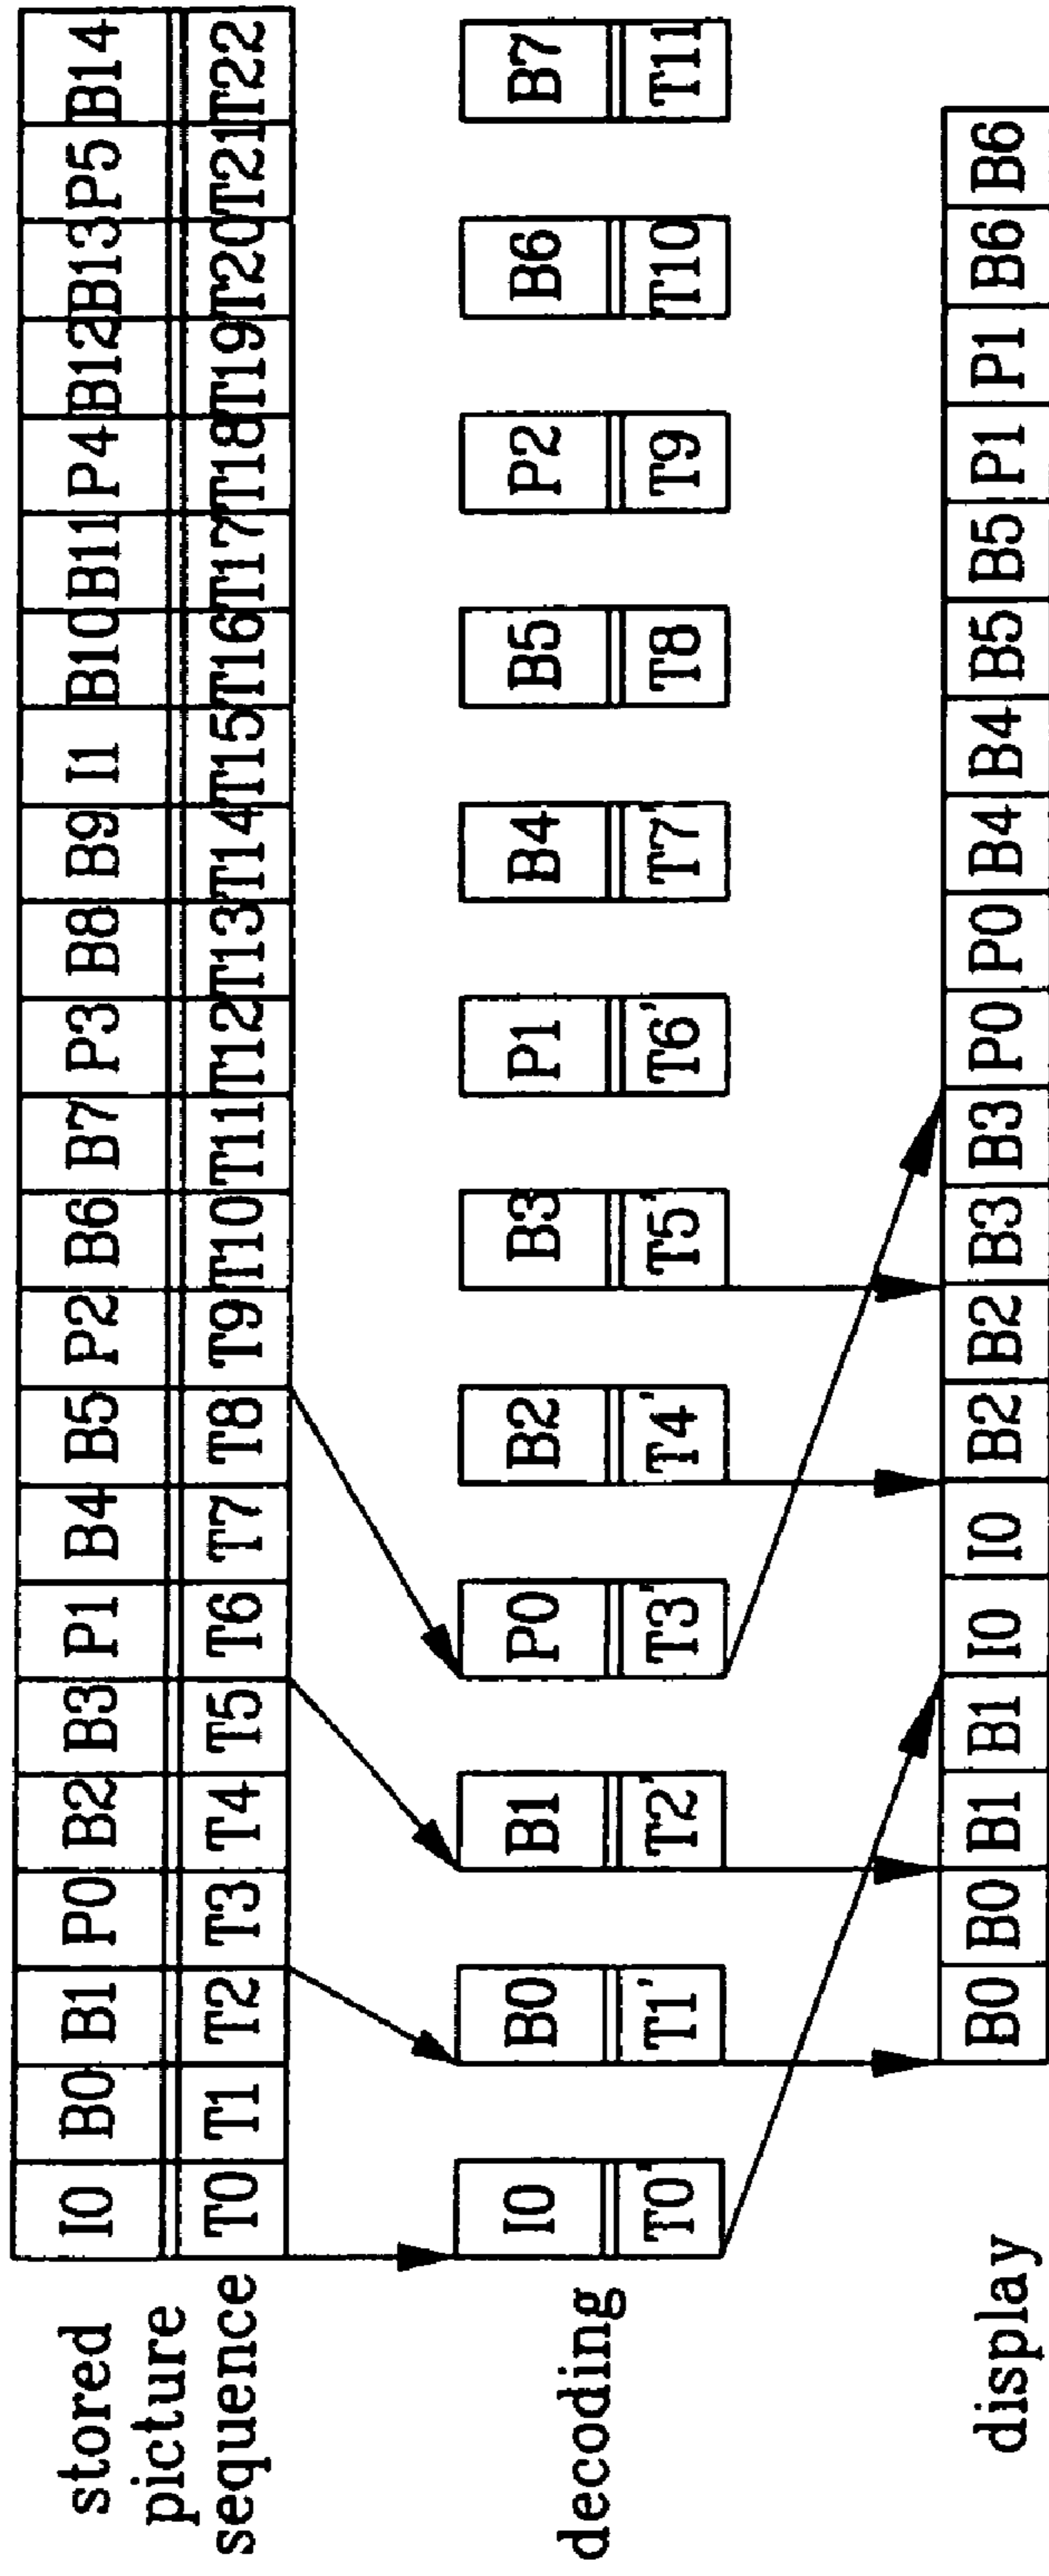 stored
picture
sequence
I0 B0 B1 P0 B2 B3 P1 B4 B5 P2 B6 B7 P3 B8 B9 I1 B10 B11 P4 B12 B13 P5 B14
T0 T1 T2 T3 T4 T5 T6 T7 T8 T9 T10 T11 T12 T13 T14 T15 T16 T17 T18 T19 T20 T21 T22
decoding
I0 B0 B1 P0 B2 B3 P1 B4 B5 P2 B6 B7
T0' T1' T2' T3' T4' T5' T6' T7' T8 T9 T10 T11
display
B0 B0 B1 B1 I0 I0 B2 B2 B3 B3 P0 P0 B4 B4 B5 B5 P1 P1 B6 B6